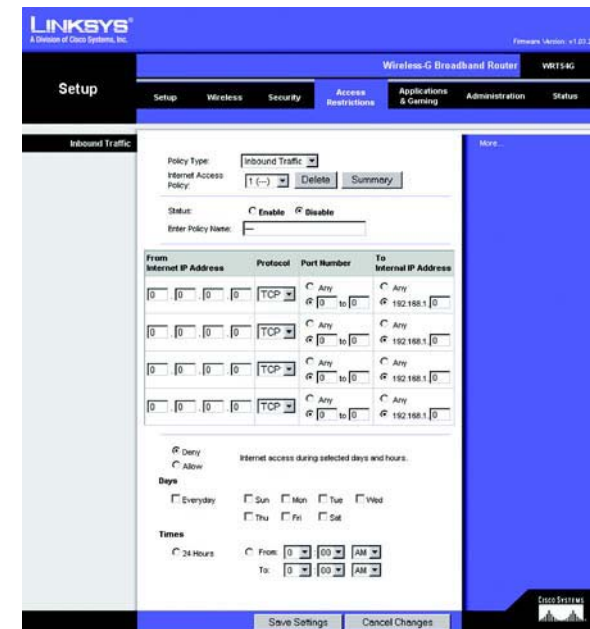 LINKSYS®
A Division of Cisco Systems, Inc.
Firmware Version: v1.03.2
Wireless-G Broadband Router WRT54G
Setup
Setup Wireless Security Access Restrictions Applications & Gaming Administration Status
Inbound Traffic
More...
Policy Type: Inbound Traffic
Internet Access Policy: 1 (---) Delete Summary
Status: Enable Disable
Enter Policy Name: ---
From Internet IP Address Protocol Port Number To Internal IP Address
0 . 0 . 0 . 0 TCP Any 0 to 0 Any 192.168.1. 0
0 . 0 . 0 . 0 TCP Any 0 to 0 Any 192.168.1. 0
0 . 0 . 0 . 0 TCP Any 0 to 0 Any 192.168.1. 0
0 . 0 . 0 . 0 TCP Any 0 to 0 Any 192.168.1. 0
Deny
Allow
Internet access during selected days and hours.
Days
Everyday Sun Mon Tue Wed
Thu Fri Sat
Times
24 Hours From: 0 : 00 AM
To: 0 : 00 AM
Save Settings Cancel Changes
CISCO SYSTEMS